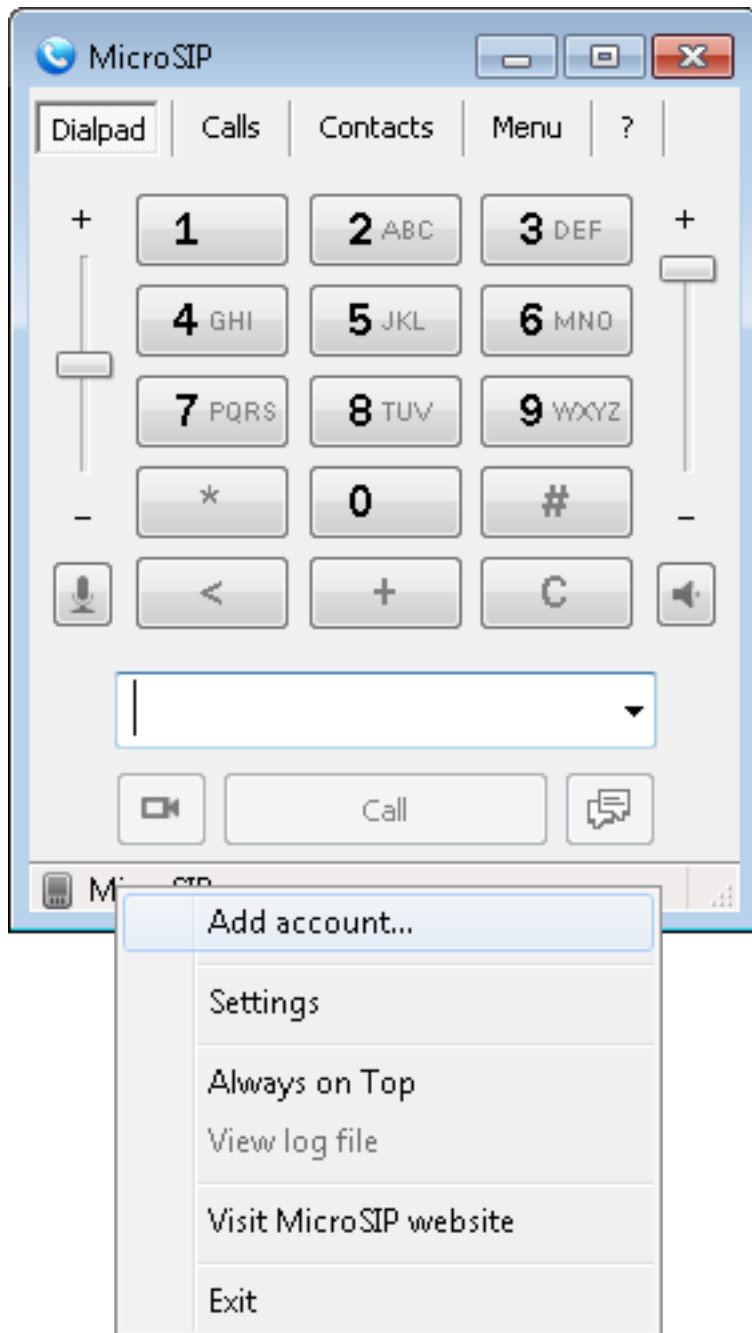 MicroSIP
Dialpad Calls Contacts Menu ?
+ 1 2 ABC 3 DEF +
4 GHI 5 JKL 6 MNO
7 PQRS 8 TUV 9 WXYZ
- * 0 # -
< + C
Call
Add account...
Settings
Always on Top
View log file
Visit MicroSIP website
Exit